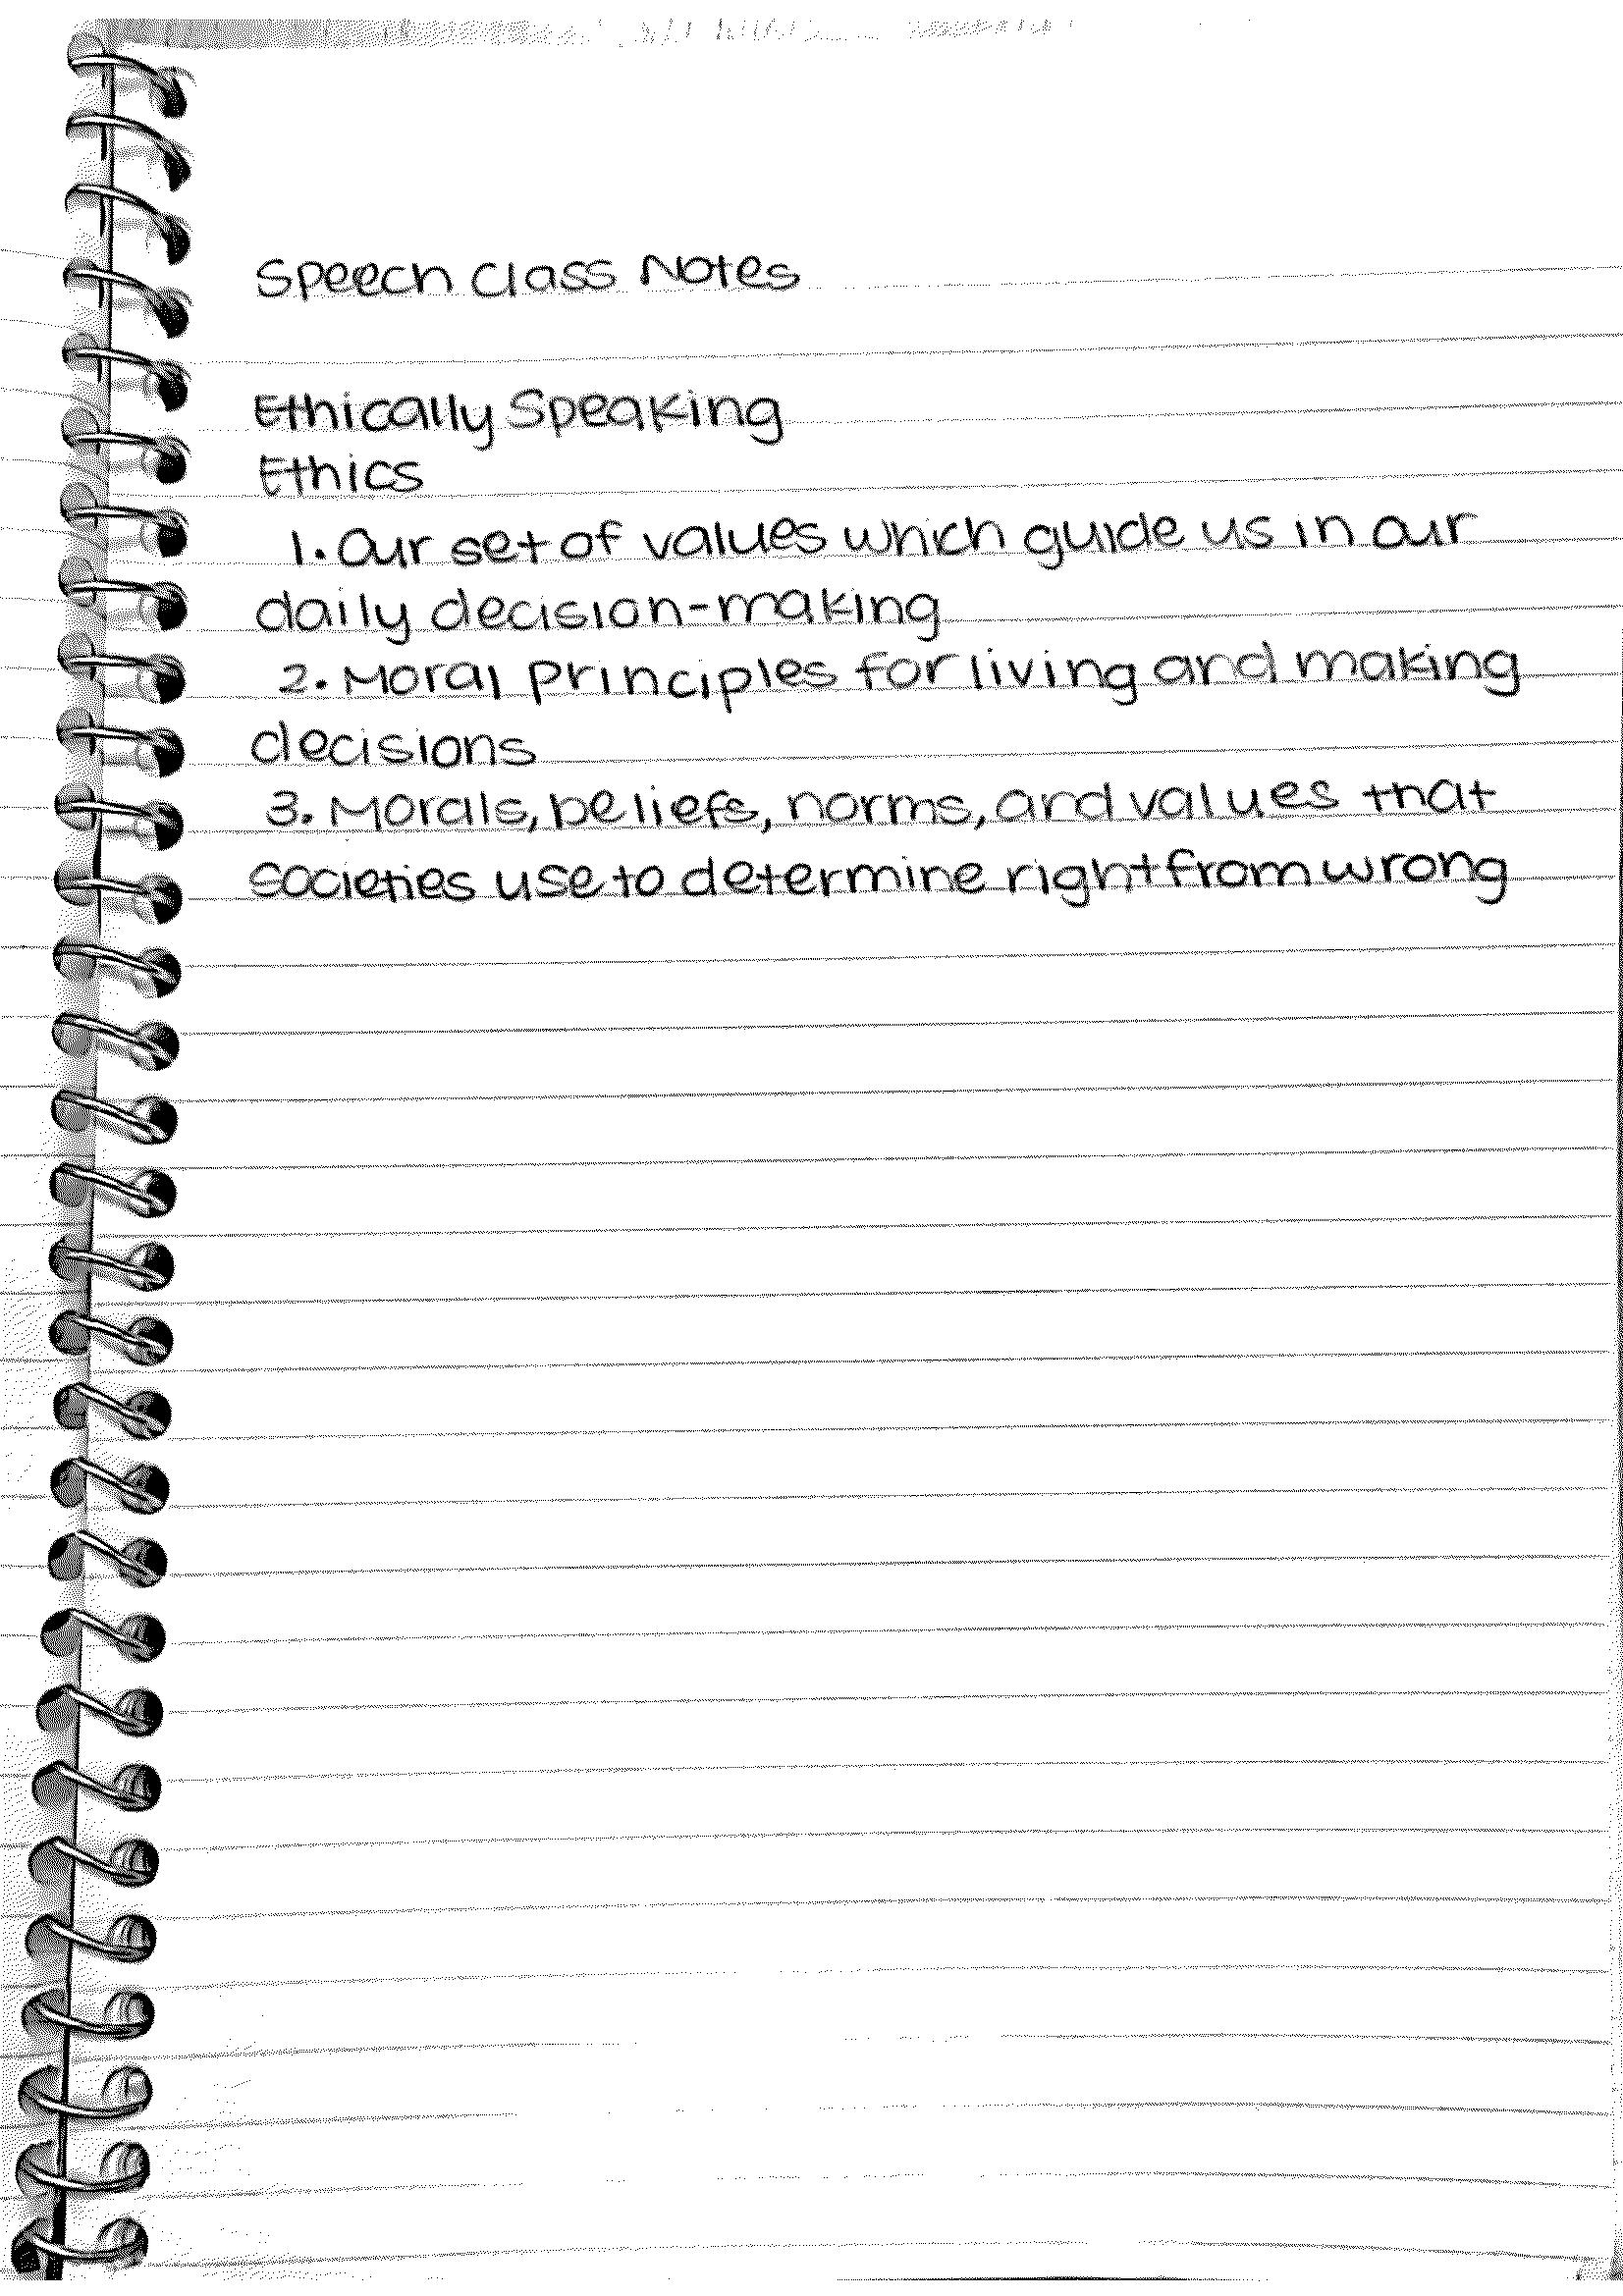 Speech Class Notes
Ethically Speaking
Ethics
1. Our set of values which guide us in our
daily decision-making
2. Moral principles for living and making
decisions
3. Morals, beliefs, norms, and values that
societies use to determine right from wrong